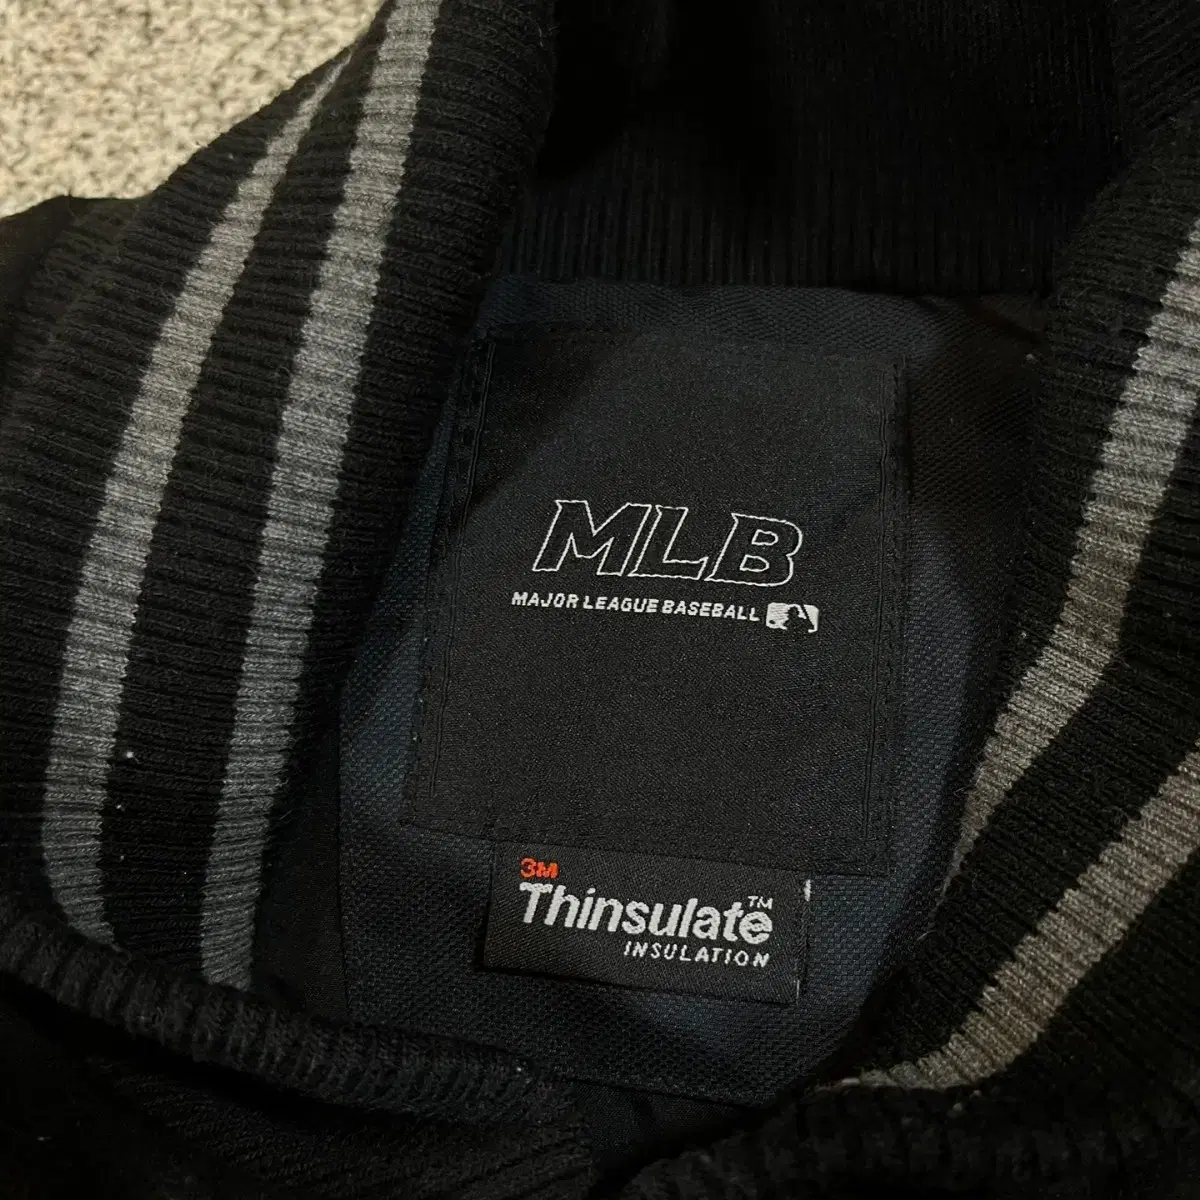 MLB
MAJOR LEAGUE BASEBALL
3M
Thinsulate™
INSULATION